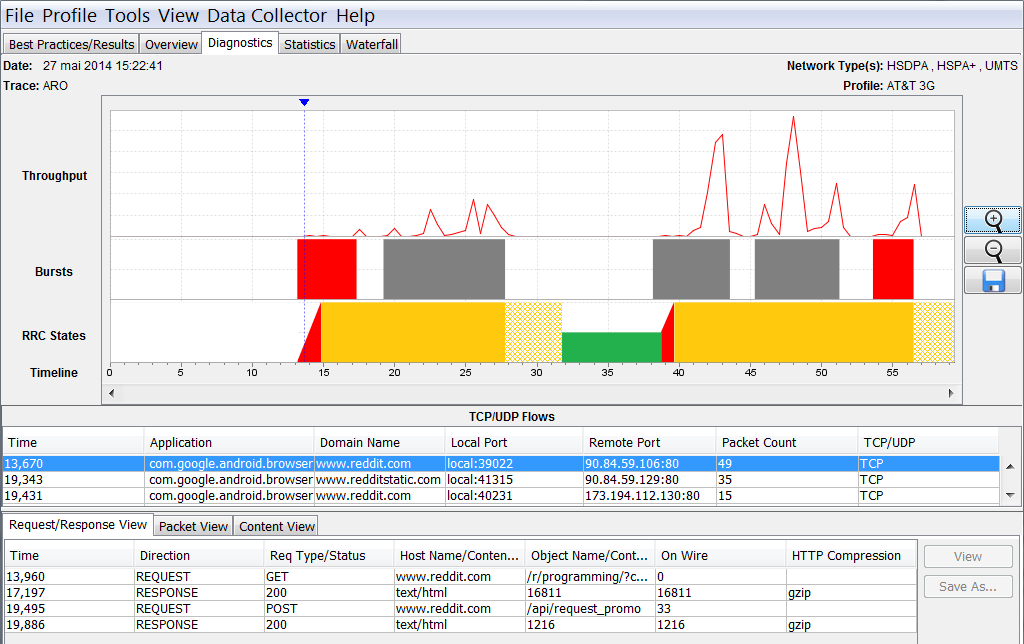 File Profile Tools View Data Collector Help
Best Practices/Results Overview Diagnostics Statistics Waterfall
Date: 27 mai 2014 15:22:41 Network Type(s): HSDPA , HSPA+ , UMTS
Trace: ARO Profile: AT&T 3G
Throughput
Bursts
RRC States
Timeline 0 5 10 15 20 25 30 35 40 45 50 55
TCP/UDP Flows
Time Application Domain Name Local Port Remote Port Packet Count TCP/UDP
13,670 com.google.android.browser www.reddit.com local:39022 90.84.59.106:80 49 TCP
19,343 com.google.android.browser www.redditstatic.com local:41315 90.84.59.129:80 35 TCP
19,431 com.google.android.browser www.reddit.com local:40231 173.194.112.130:80 15 TCP
Request/Response View Packet View Content View
Time Direction Req Type/Status Host Name/Conten... Object Name/Cont... On Wire HTTP Compression
13,960 REQUEST GET www.reddit.com /r/programming/?c... 0
17,197 RESPONSE 200 text/html 16811 16811 gzip
19,495 REQUEST POST www.reddit.com /api/request_promo 33
19,886 RESPONSE 200 text/html 1216 1216 gzip
View
Save As...